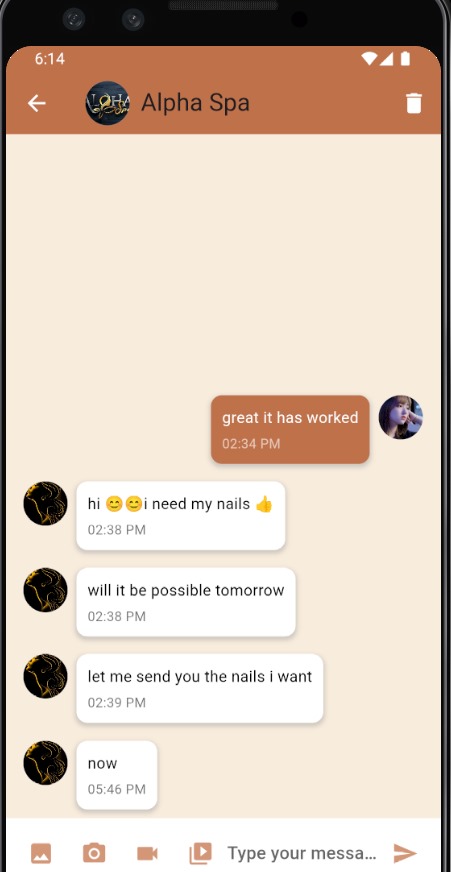 6:14
Alpha Spa
great it has worked
02:34 PM
hi 😊😊i need my nails 👍
02:38 PM
will it be possible tomorrow
02:38 PM
let me send you the nails i want
02:39 PM
now
05:46 PM
Type your messa...